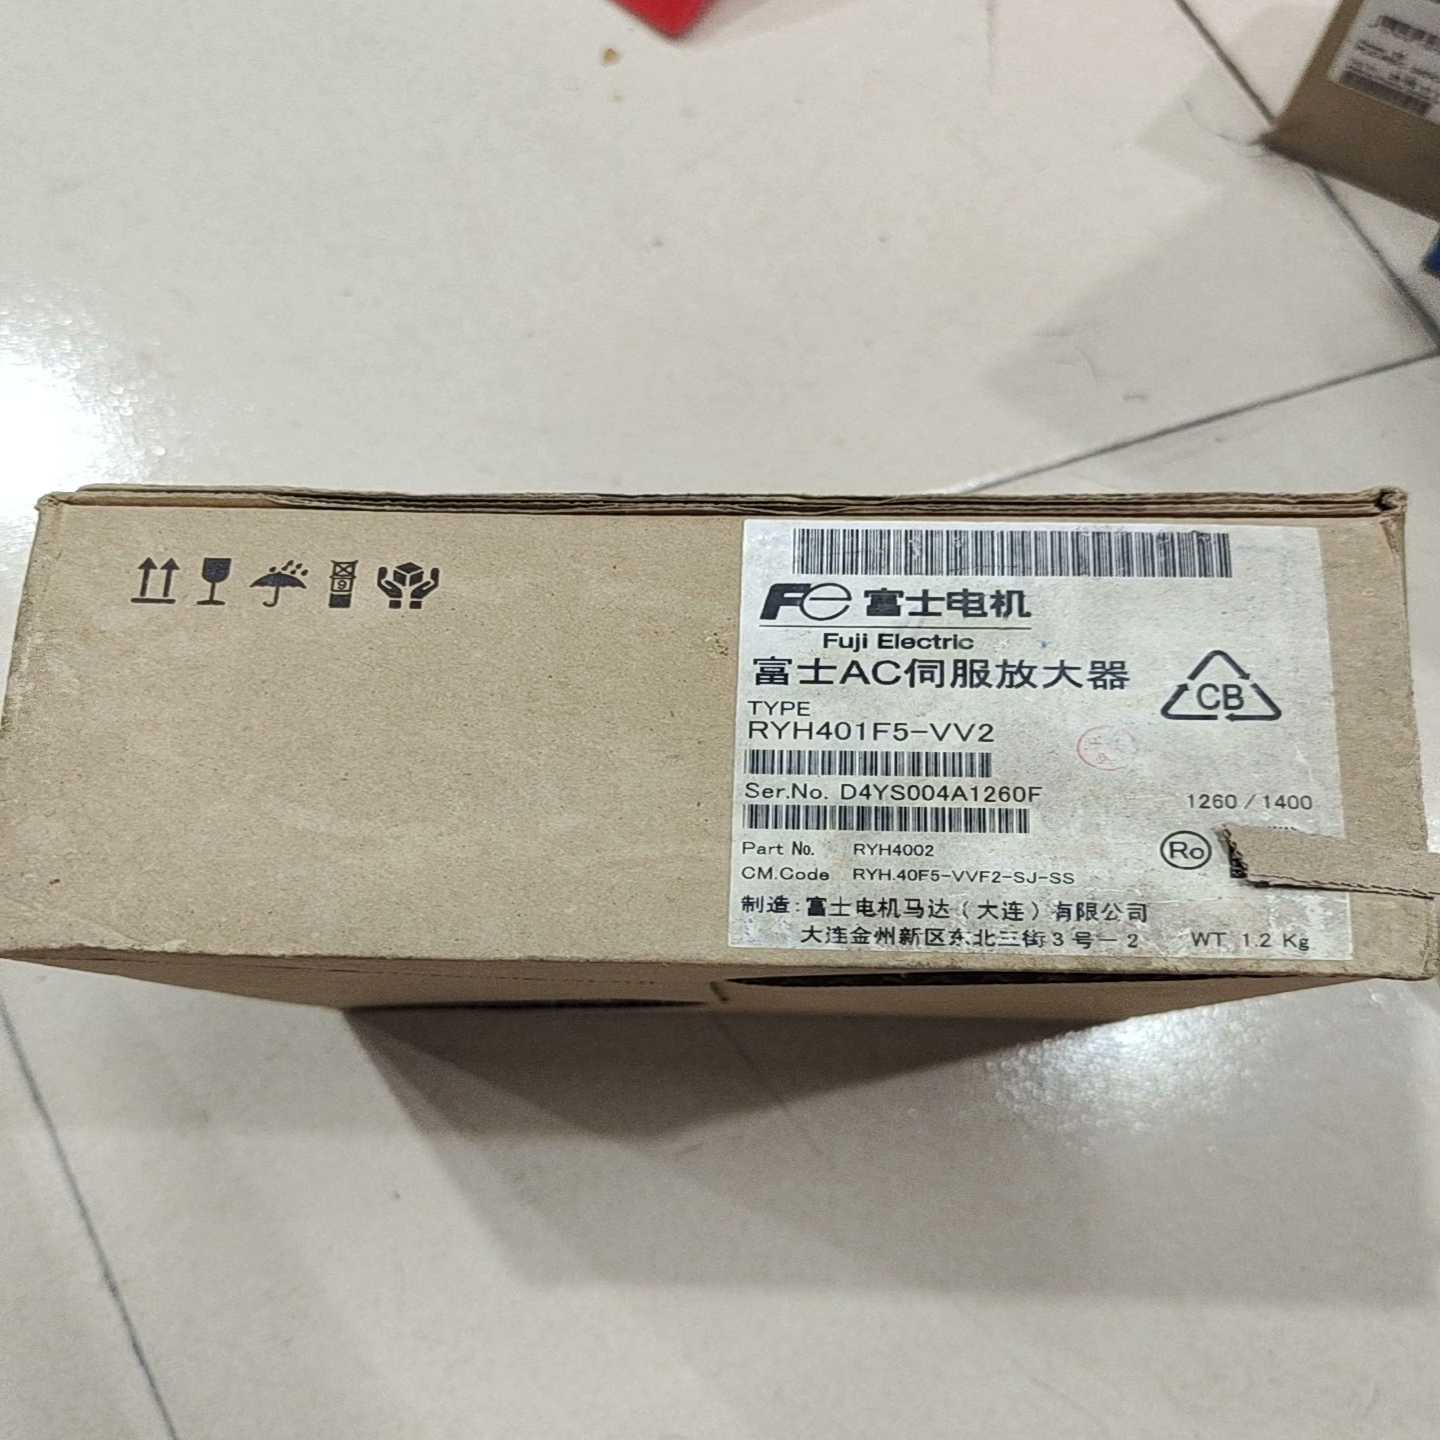 9
Fe 富士电机
Fuji Electric
富士AC伺服放大器
CB
TYPE
RYH401F5-VV2
Ser.No. D4YS004A1260F
1260/1400
Part No. RYH4002
Ro
CM.Code RYH.40F5-VVF2-SJ-SS
制造:富士电机马达(大连)有限公司
大连金州新区东北三街3号-2
WT 1.2 Kg